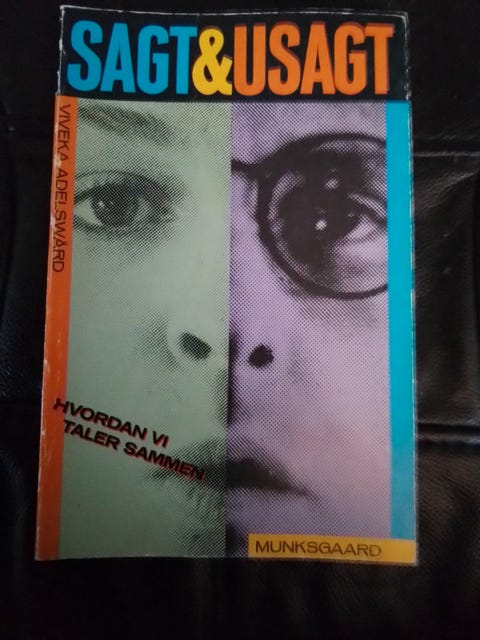 SAGT&USAGT
VIVEKA ADELSWÄRD
HVORDAN VI
TALER SAMMEN
MUNKSGAARD